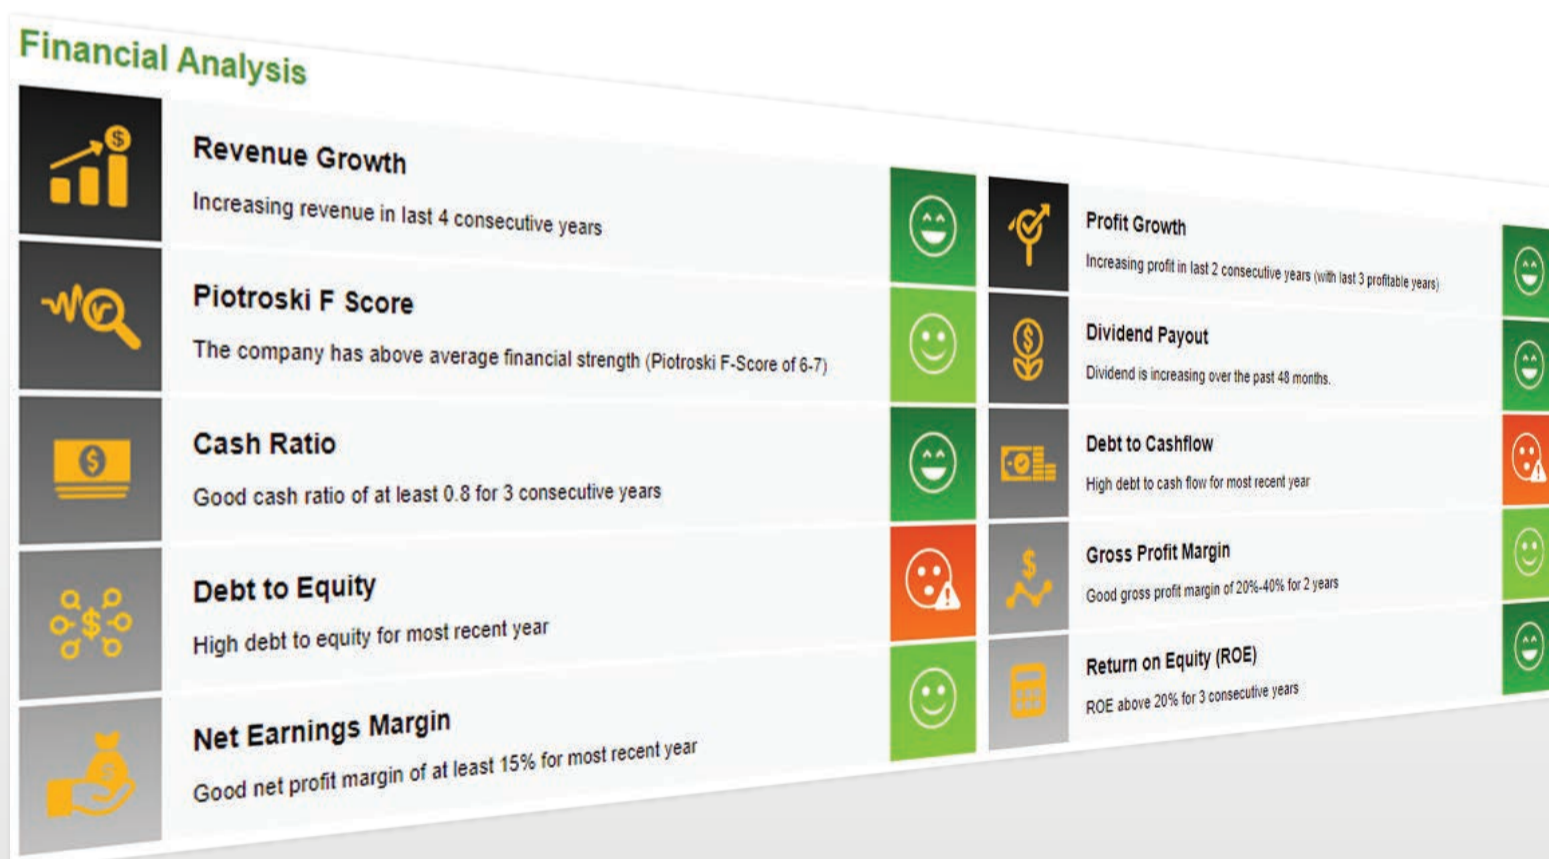 Financial Analysis
Revenue Growth
Increasing revenue in last 4 consecutive years
Piotroski F Score
The company has above average financial strength (Piotroski F-Score of 6-7)
Cash Ratio
Good cash ratio of at least 0.8 for 3 consecutive years
Debt to Equity
High debt to equity for most recent year
Net Earnings Margin
Good net profit margin of at least 15% for most recent year
Profit Growth
Increasing profit in last 2 consecutive years (with last 3 profitable years)
Dividend Payout
Dividend is increasing over the past 48 months.
Debt to Cashflow
High debt to cash flow for most recent year
Gross Profit Margin
Good gross profit margin of 20%-40% for 2 years
Return on Equity (ROE)
ROE above 20% for 3 consecutive years